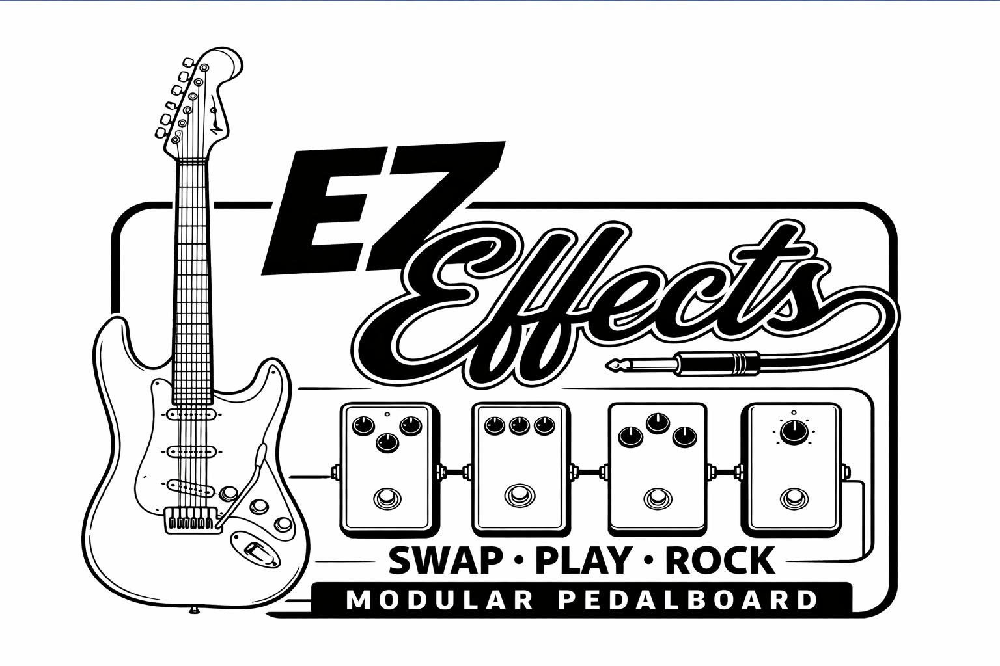 EZ
Effects
SWAP • PLAY • ROCK
MODULAR PEDALBOARD